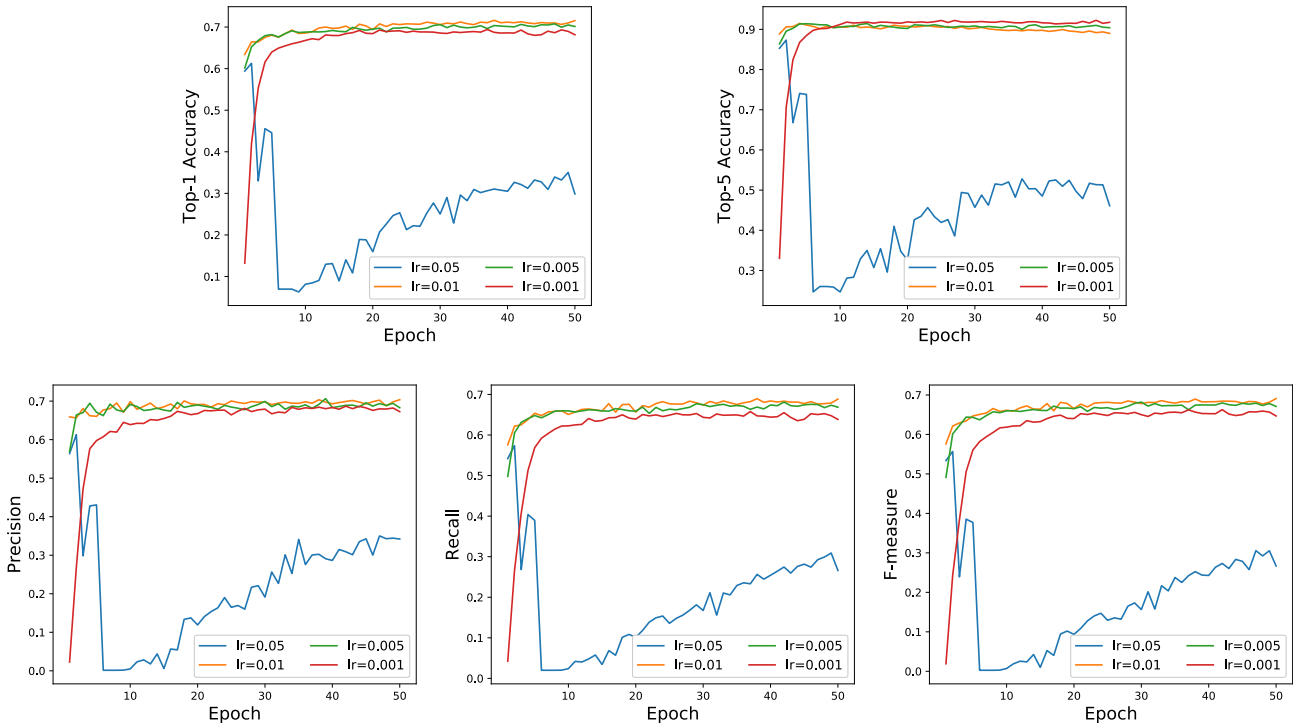 0.7
0.6
0.5
0.4
0.3
0.2
0.1
Top-1 Accuracy
10 20 30 40 50
Epoch
lr=0.05 lr=0.005
lr=0.01 lr=0.001
0.9
0.8
0.7
0.6
0.5
0.4
0.3
Top-5 Accuracy
10 20 30 40 50
Epoch
lr=0.05 lr=0.005
lr=0.01 lr=0.001
0.7
0.6
0.5
0.4
0.3
0.2
0.1
0.0
Precision
10 20 30 40 50
Epoch
lr=0.05 lr=0.005
lr=0.01 lr=0.001
0.7
0.6
0.5
0.4
0.3
0.2
0.1
0.0
Recall
10 20 30 40 50
Epoch
lr=0.05 lr=0.005
lr=0.01 lr=0.001
0.7
0.6
0.5
0.4
0.3
0.2
0.1
0.0
F-measure
10 20 30 40 50
Epoch
lr=0.05 lr=0.005
lr=0.01 lr=0.001